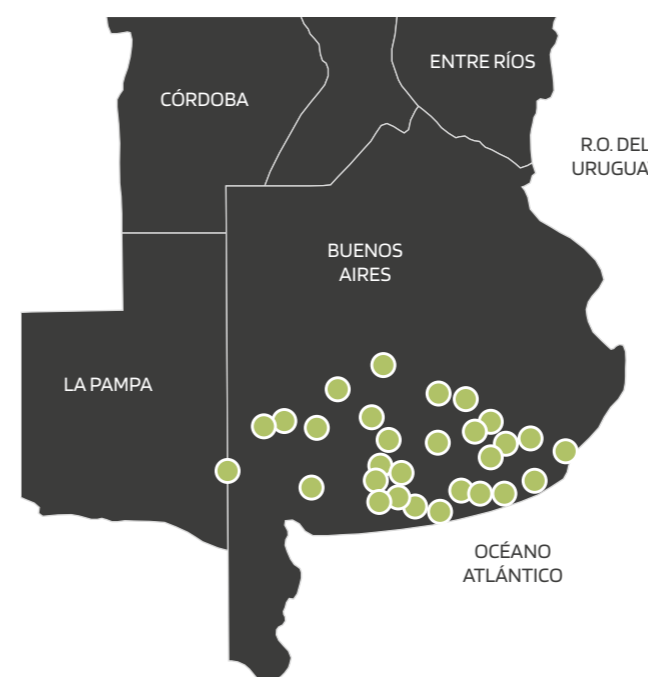 ENTRE RÍOS
CÓRDOBA
R.O. DEL
URUGUA
BUENOS
AIRES
LA PAMPA
OCÉANO
ATLÁNTICO